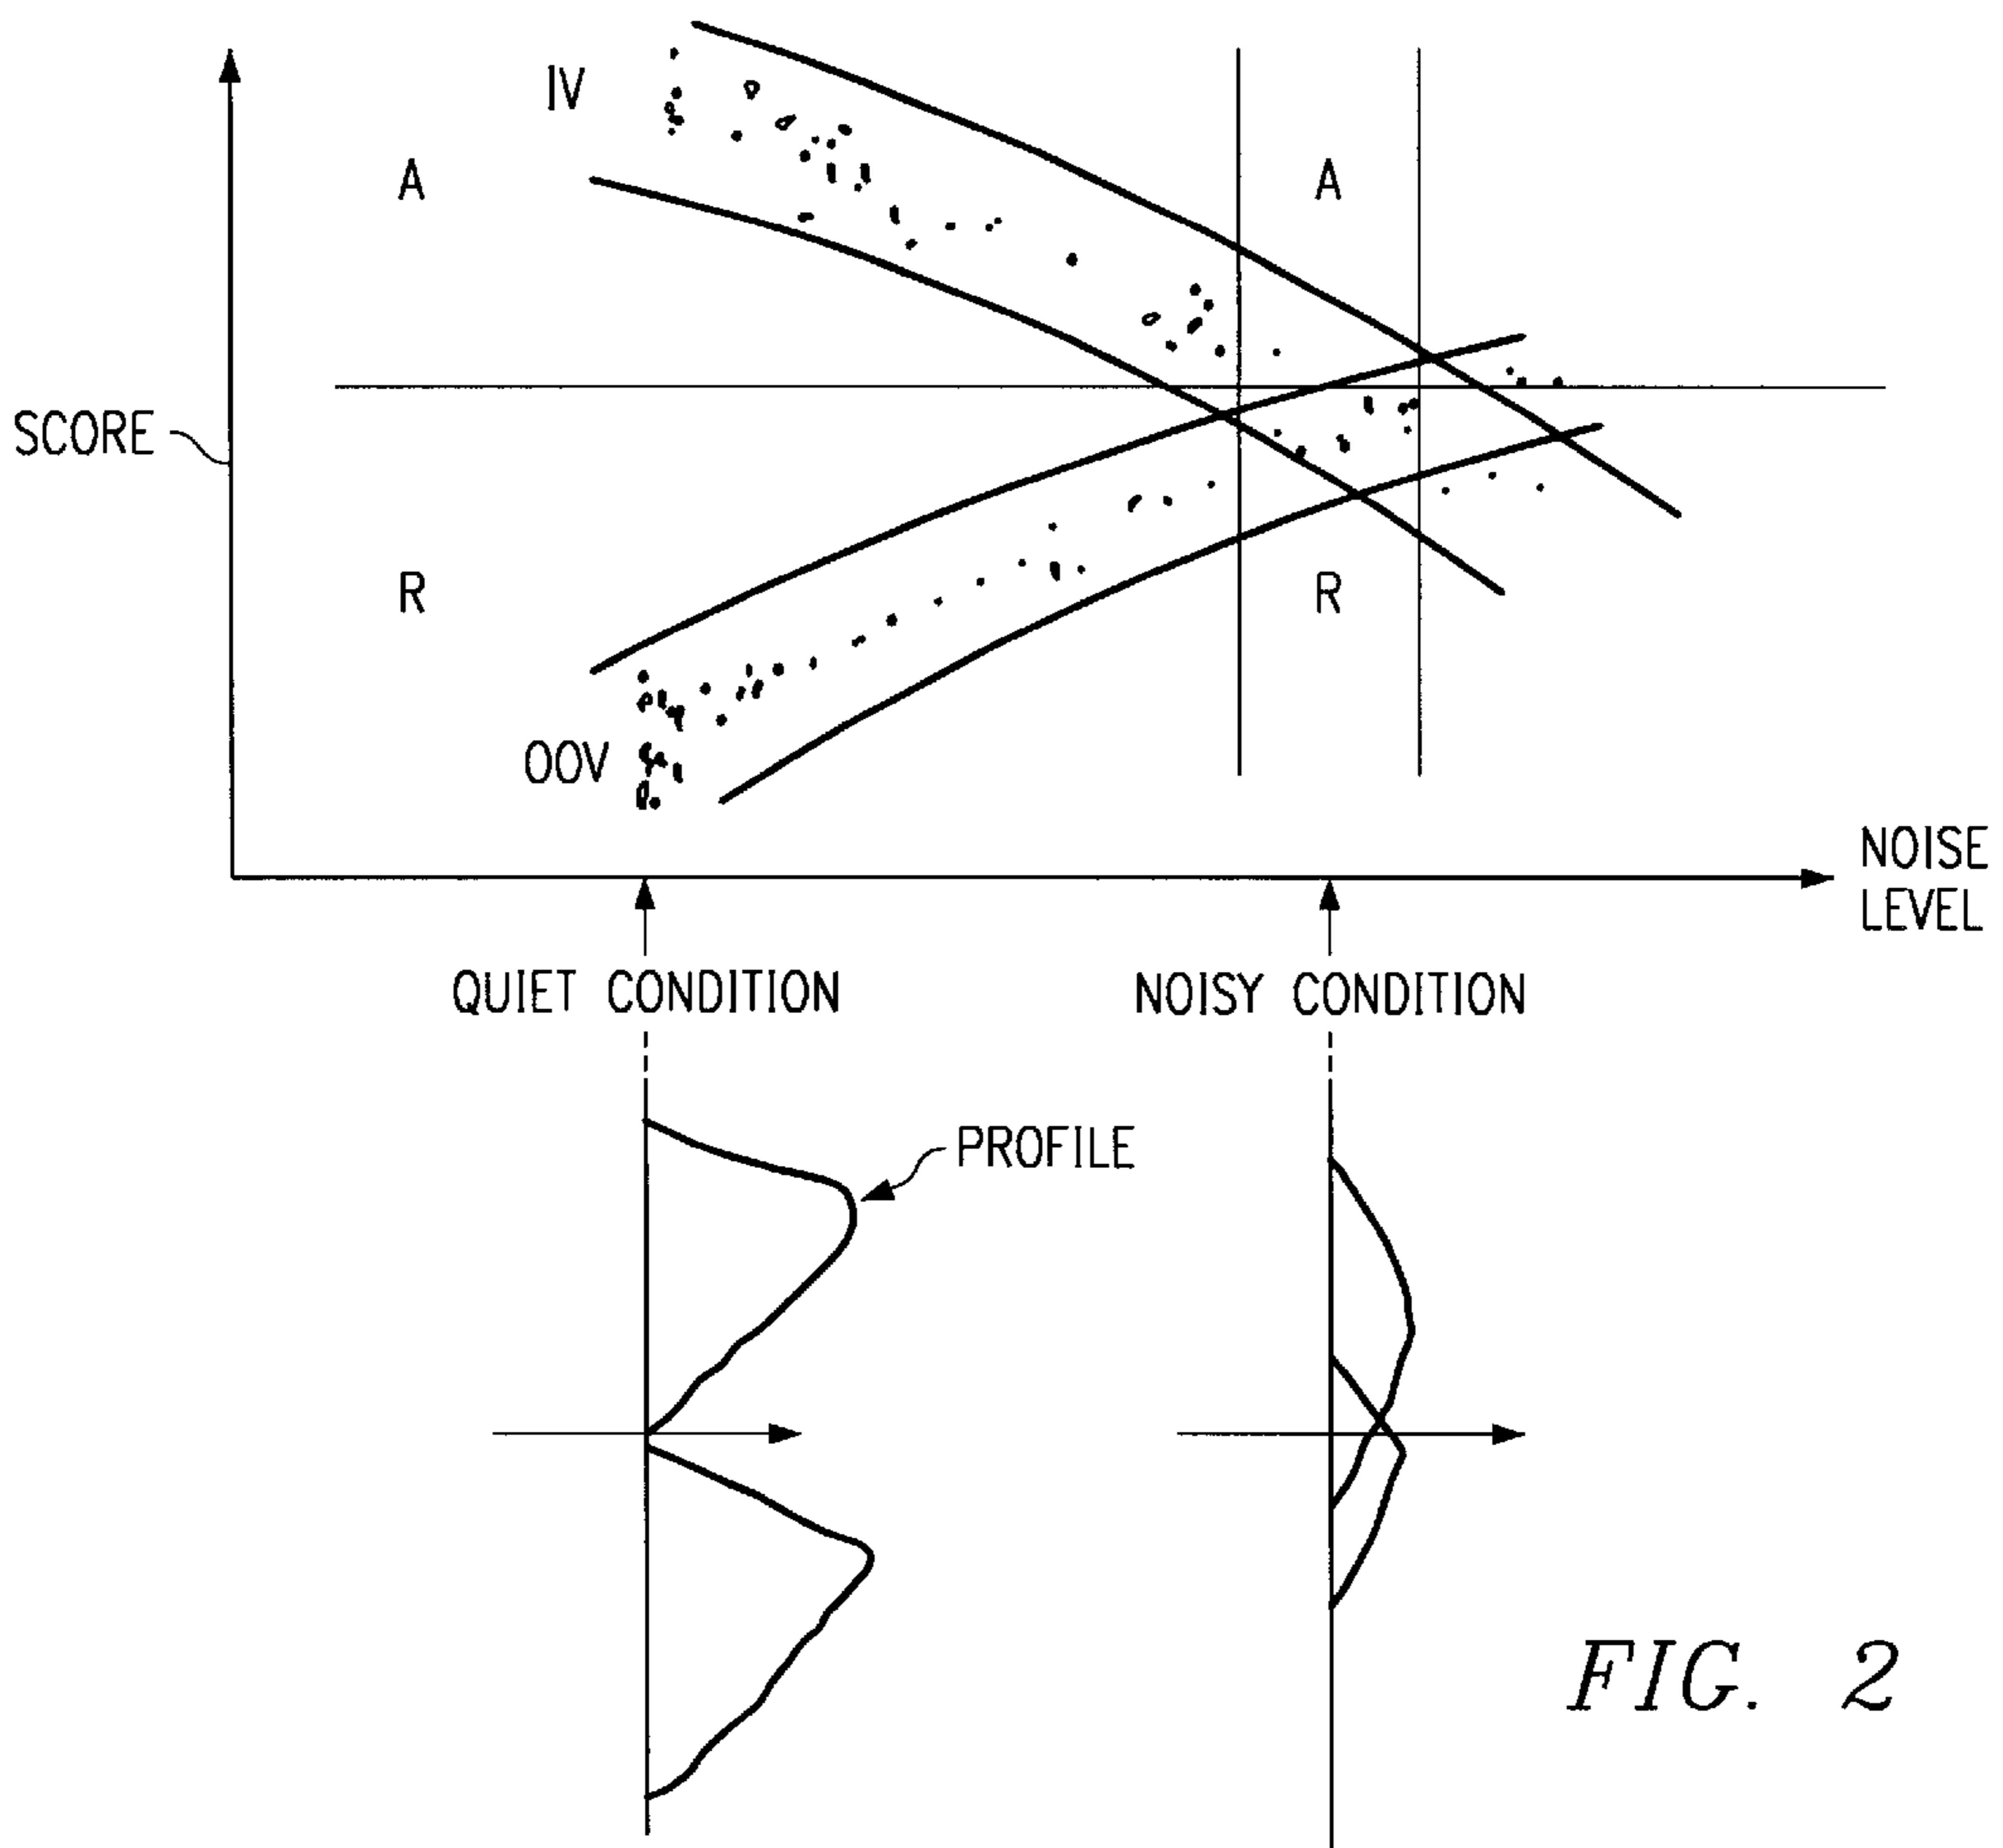 IV
A
A
SCORE
R
R
OOV
NOISE
LEVEL
QUIET CONDITION
NOISY CONDITION
PROFILE
FIG. 2